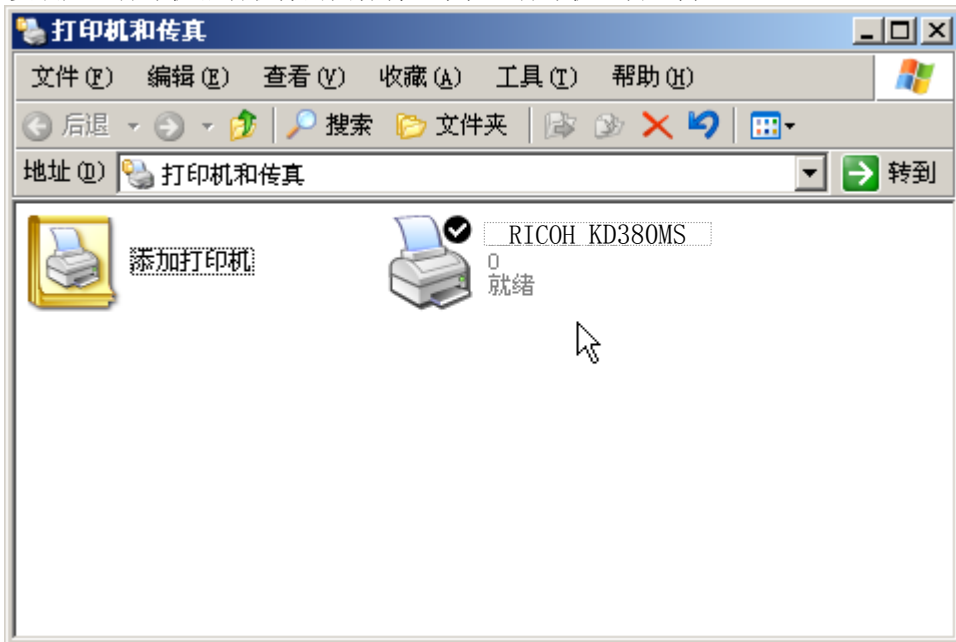 打印机和传真
文件(F) 编辑(E) 查看(V) 收藏(A) 工具(T) 帮助(H)
后退 搜索 文件夹
地址(D) 打印机和传真 转到
添加打印机
RICOH KD380MS
0
就绪